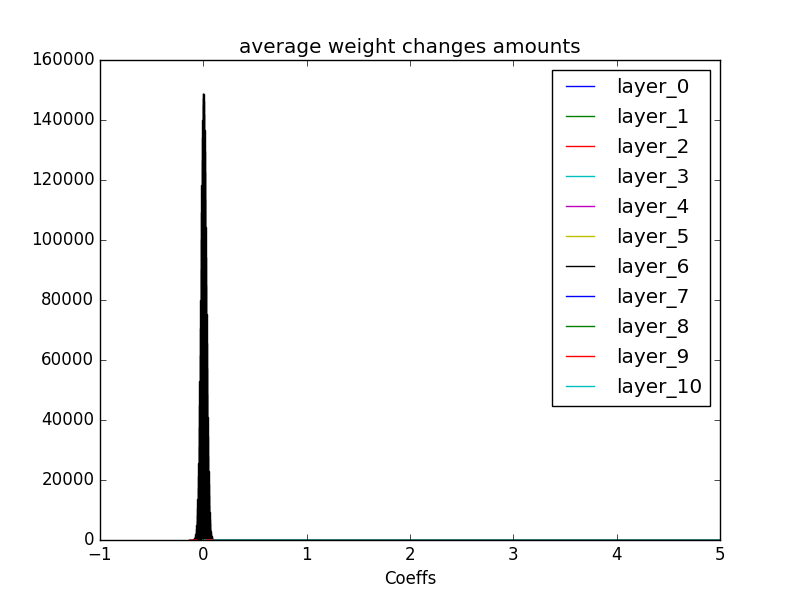 average weight changes amounts
160000
140000
120000
100000
80000
60000
40000
20000
0
−1
0
1
2
3
4
5
Coeffs
layer_0
layer_1
layer_2
layer_3
layer_4
layer_5
layer_6
layer_7
layer_8
layer_9
layer_10